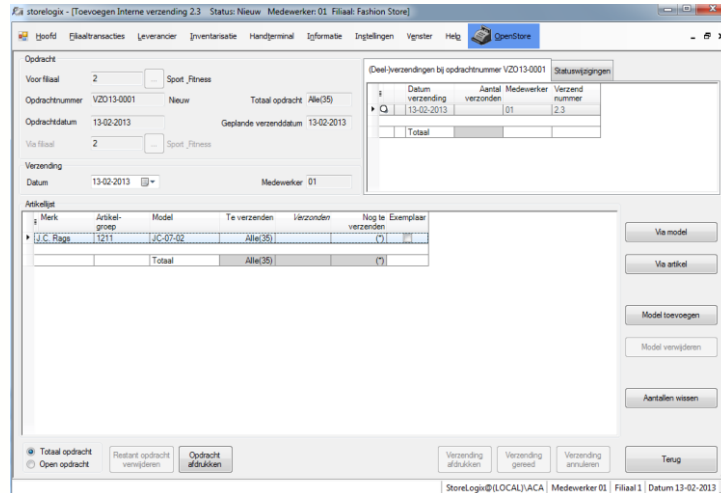 storelogix - [Toevoegen Interne verzending 2.3 Status: Nieuw Medewerker: 01 Filiaal: Fashion Store]
Hoofd Filiaaltransacties Leverancier Inventarisatie Handterminal Informatie Instellingen Venster Help OpenStore
Opdracht
Voor filiaal 2 ... Sport_Fitness
Opdrachtnummer VZO13-0001 Nieuw Totaal opdracht Alle(35)
Opdrachtdatum 13-02-2013 Geplande verzenddatum 13-02-2013
Via filiaal 2 ... Sport_Fitness
(Deel-)verzendingen bij opdrachtnummer VZO13-0001 Statuswijzigingen
Datum verzending Aantal verzonden Medewerker Verzend nummer
13-02-2013 01 2.3
Totaal
Verzending
Datum 13-02-2013 Medewerker 01
Artikellijst
Merk Artikel-groep Model Te verzenden Verzonden Nog te verzenden Exemplaar
J.C. Rags 1211 JC-07-02 Alle(35) (*)
Totaal Alle(35) (*)
Via model
Via artikel
Model toevoegen
Model verwijderen
Aantallen wissen
Totaal opdracht
Open opdracht
Restant opdracht verwijderen
Opdracht afdrukken
Verzending afdrukken
Verzending gereed
Verzending annuleren
Terug
StoreLogix@(LOCAL)\ACA Medewerker 01 Filiaal 1 Datum 13-02-2013